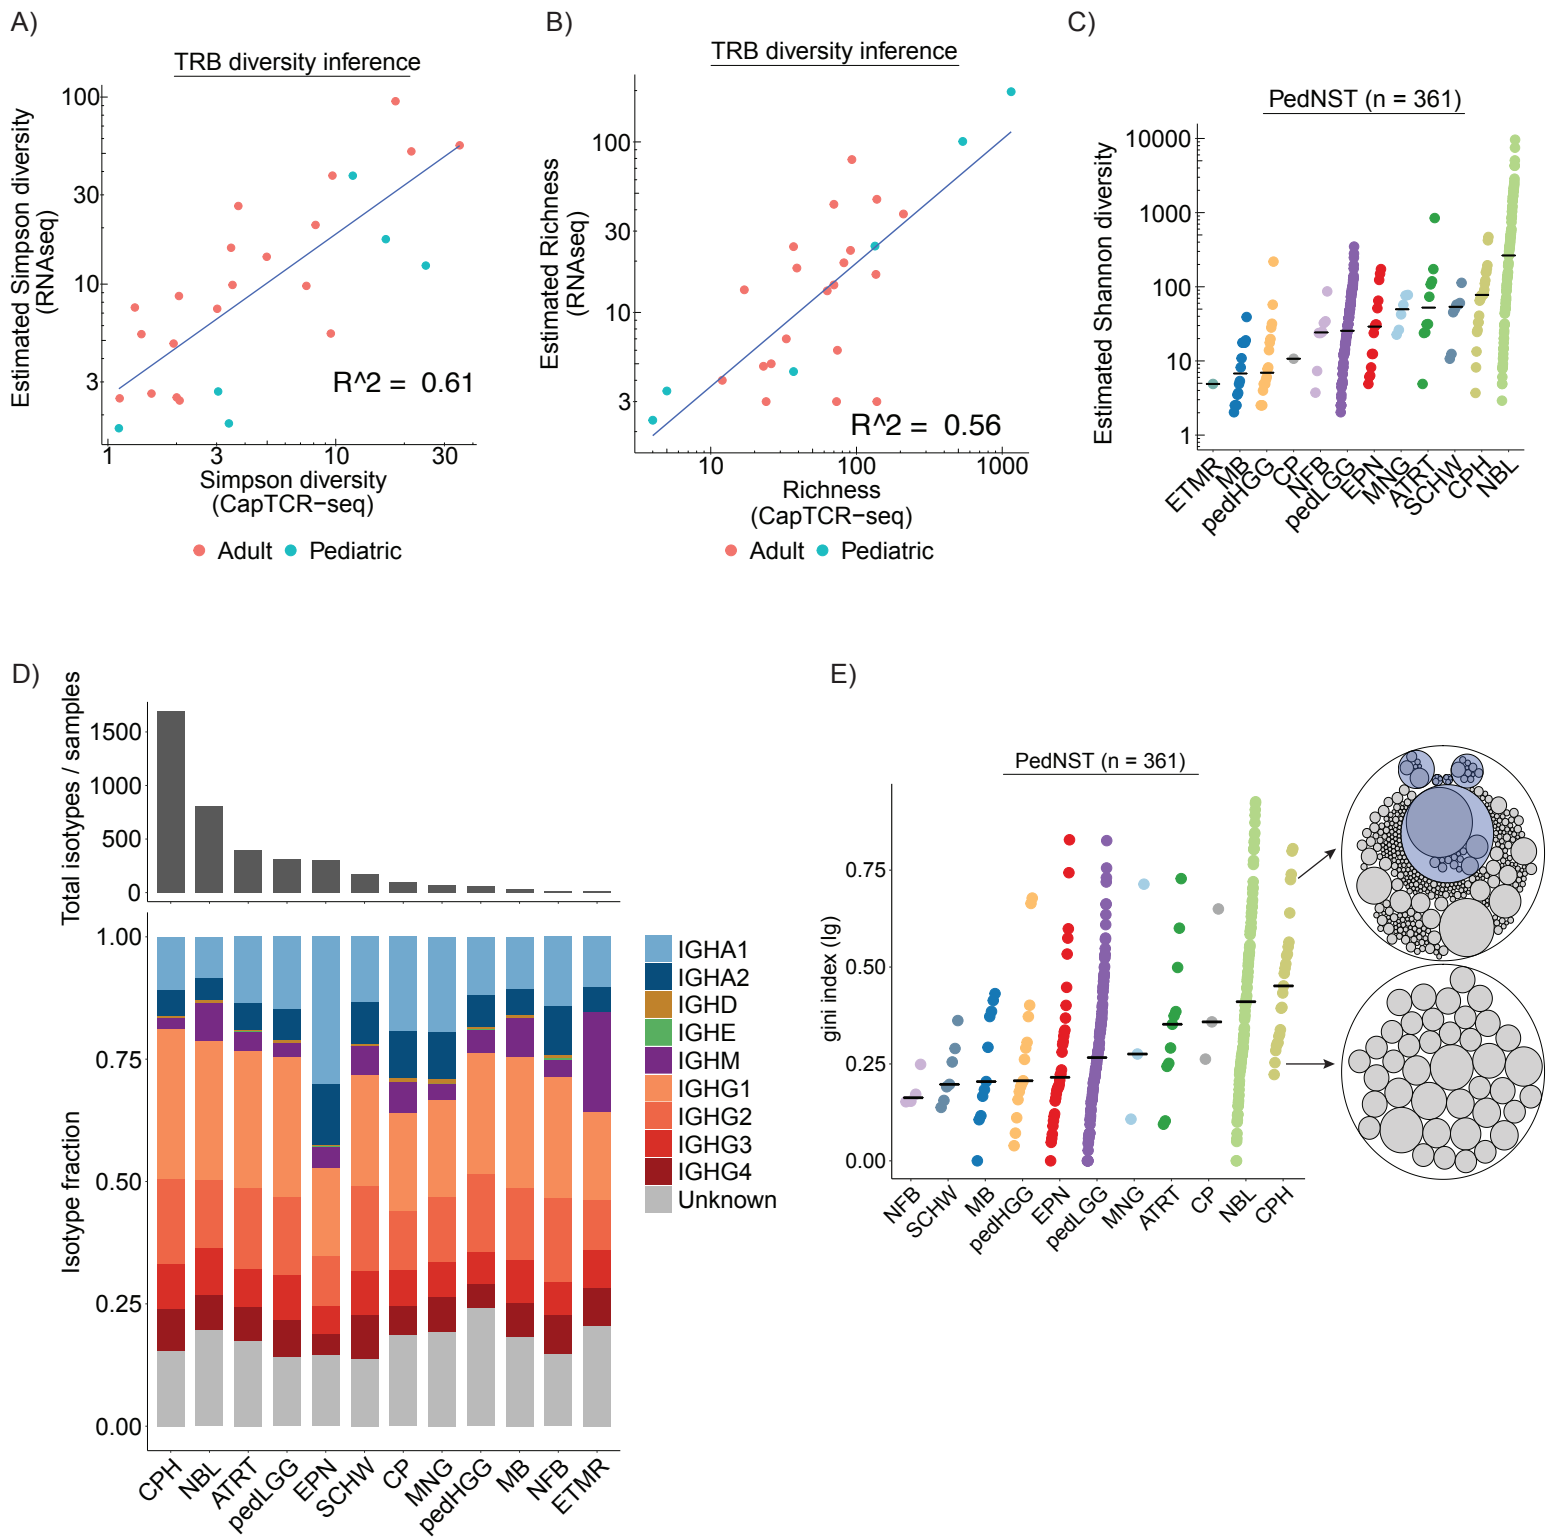 A)
TRB diversity inference
Estimated Simpson diversity
(RNAseq)
100
30
10
3
R^2 = 0.61
1
3
10
30
Simpson diversity
(CapTCR−seq)
Adult
Pediatric
B)
TRB diversity inference
Estimated Richness
(RNAseq)
100
30
10
3
R^2 = 0.56
10
100
1000
Richness
(CapTCR−seq)
Adult
Pediatric
C)
PedNST (n = 361)
Estimated Shannon diversity
10000
1000
100
10
1
ETMR
MB
pedHGG
CP
NFB
pedLGG
EPN
MNG
ATRT
SCHW
CPH
NBL
D)
Total isotypes / samples
1500
1000
500
0
Isotype fraction
1.00
0.75
0.50
0.25
0.00
CPH
NBL
ATRT
pedLGG
EPN
SCHW
CP
MNG
pedHGG
MB
NFB
ETMR
IGHA1
IGHA2
IGHD
IGHE
IGHM
IGHG1
IGHG2
IGHG3
IGHG4
Unknown
E)
PedNST (n = 361)
gini index (Ig)
0.75
0.50
0.25
0.00
NFB
SCHW
MB
pedHGG
EPN
pedLGG
MNG
ATRT
CP
NBL
CPH